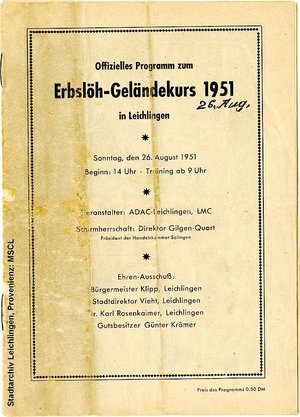 Offizielles Programm zum
Erbslöh-Geländekurs 1951
26. Aug.
in Leichlingen
Sonntag, den 26. August 1951
Beginn: 14 Uhr - Training ab 9 Uhr
eranstalter: ADAC-Leichlingen, LMC
Schirmherrschaft: Direktor Gilgen-Quart
Präsident der Handelskammer Solingen
Ehren-Ausschuß:
Bürgermeister Klipp, Leichlingen
Stadtdirektor Vieht, Leichlingen
Dr. Karl Rosenkaimer, Leichlingen
Gutsbesitzer Günter Krämer
Preis des Programms 0.50 DM
Stadtarchiv Leichlingen, Provenienz: MSCL